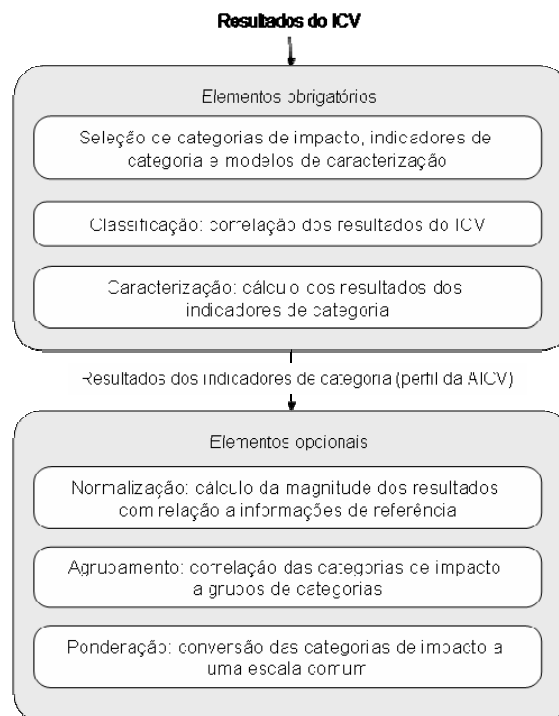 Resultados do ICV
Elementos obrigatórios
Seleção de categorias de impacto, indicadores de
categoria e modelos de caracterização
Classificação: correlação dos resultados do ICV
Caracterização: cálculo dos resultados dos
indicadores de categoria
Resultados dos indicadores de categoria (perfil da AICV)
Elementos opcionais
Normalização: cálculo da magnitude dos resultados
com relação a informações de referência
Agrupamento: correlação das categorias de impacto
a grupos de categorias
Ponderação: conversão das categorias de impacto a
uma escala comum